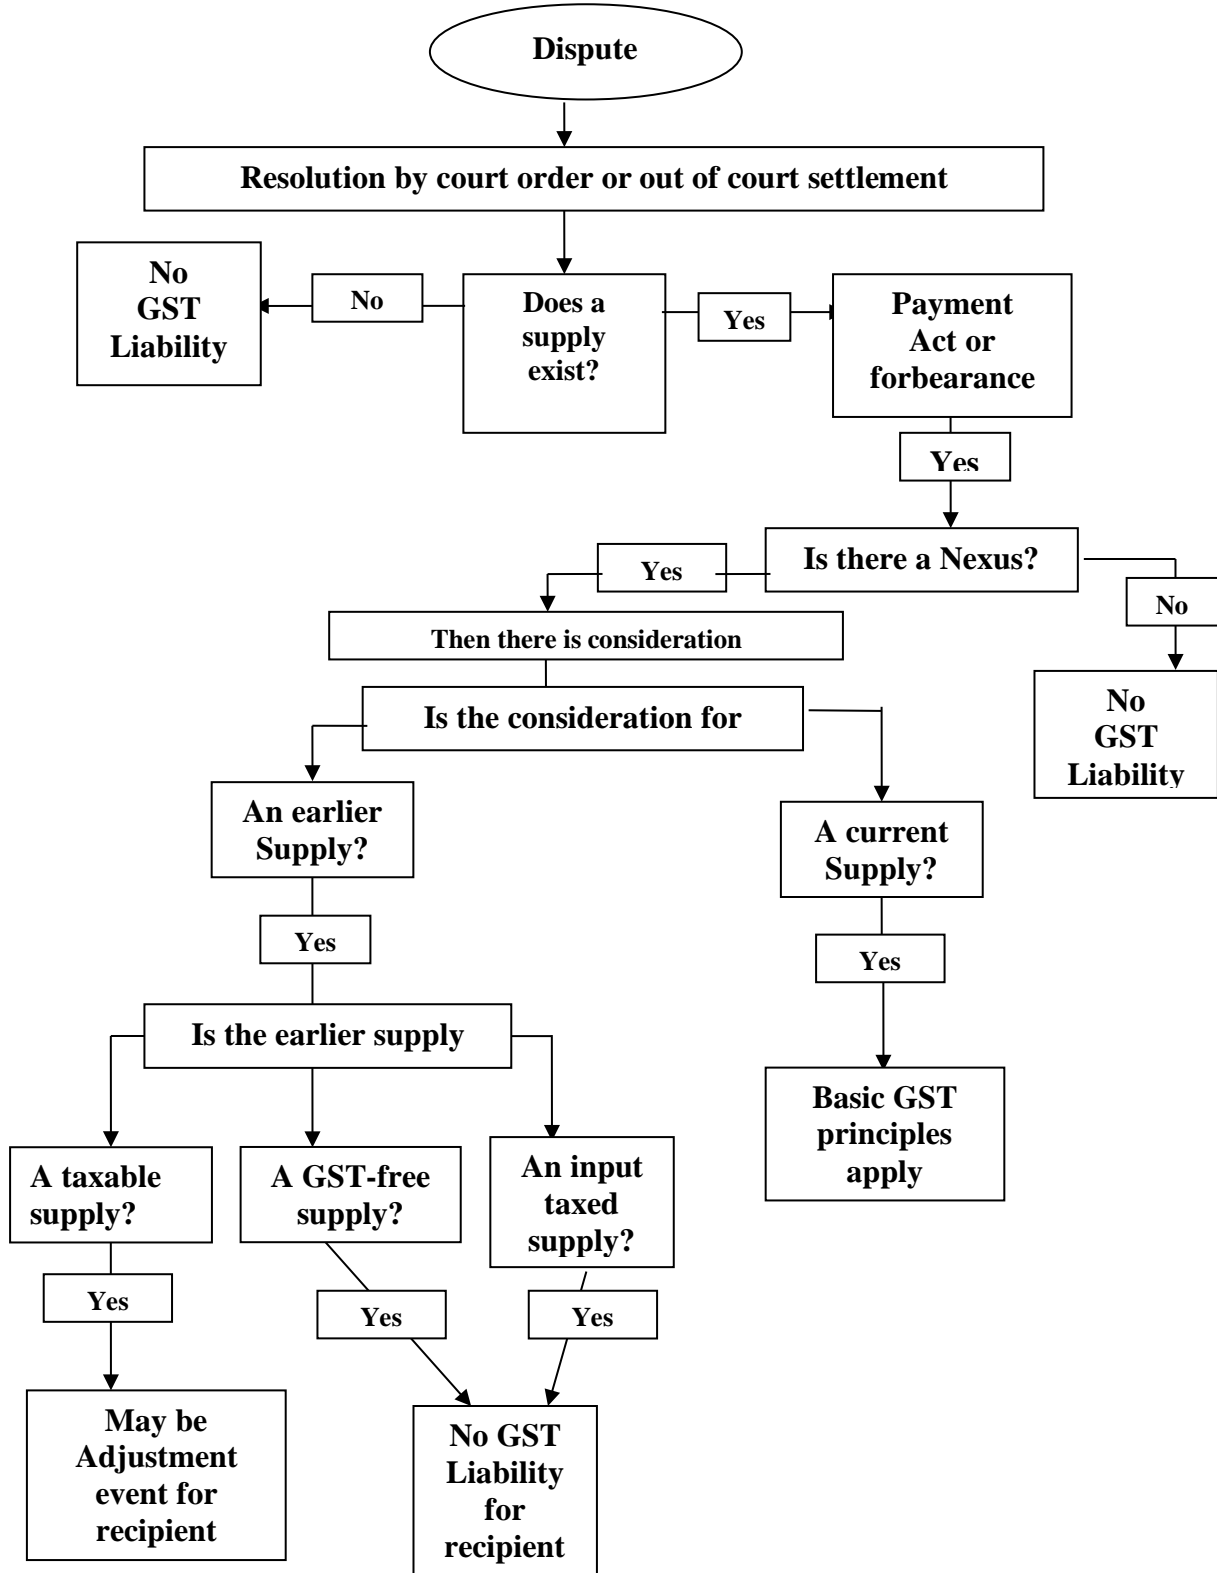 Dispute
Resolution by court order or out of court settlement
No
GST
Liability
No
Does a
supply
exist?
Yes
Payment
Act or
forbearance
Yes
Is there a Nexus?
Yes
No
Then there is consideration
No
GST
Liability
Is the consideration for
An earlier
Supply?
A current
Supply?
Yes
Yes
Is the earlier supply
Basic GST
principles
apply
A taxable
supply?
A GST-free
supply?
An input
taxed
supply?
Yes
Yes
Yes
May be
Adjustment
event for
recipient
No GST
Liability
for
recipient